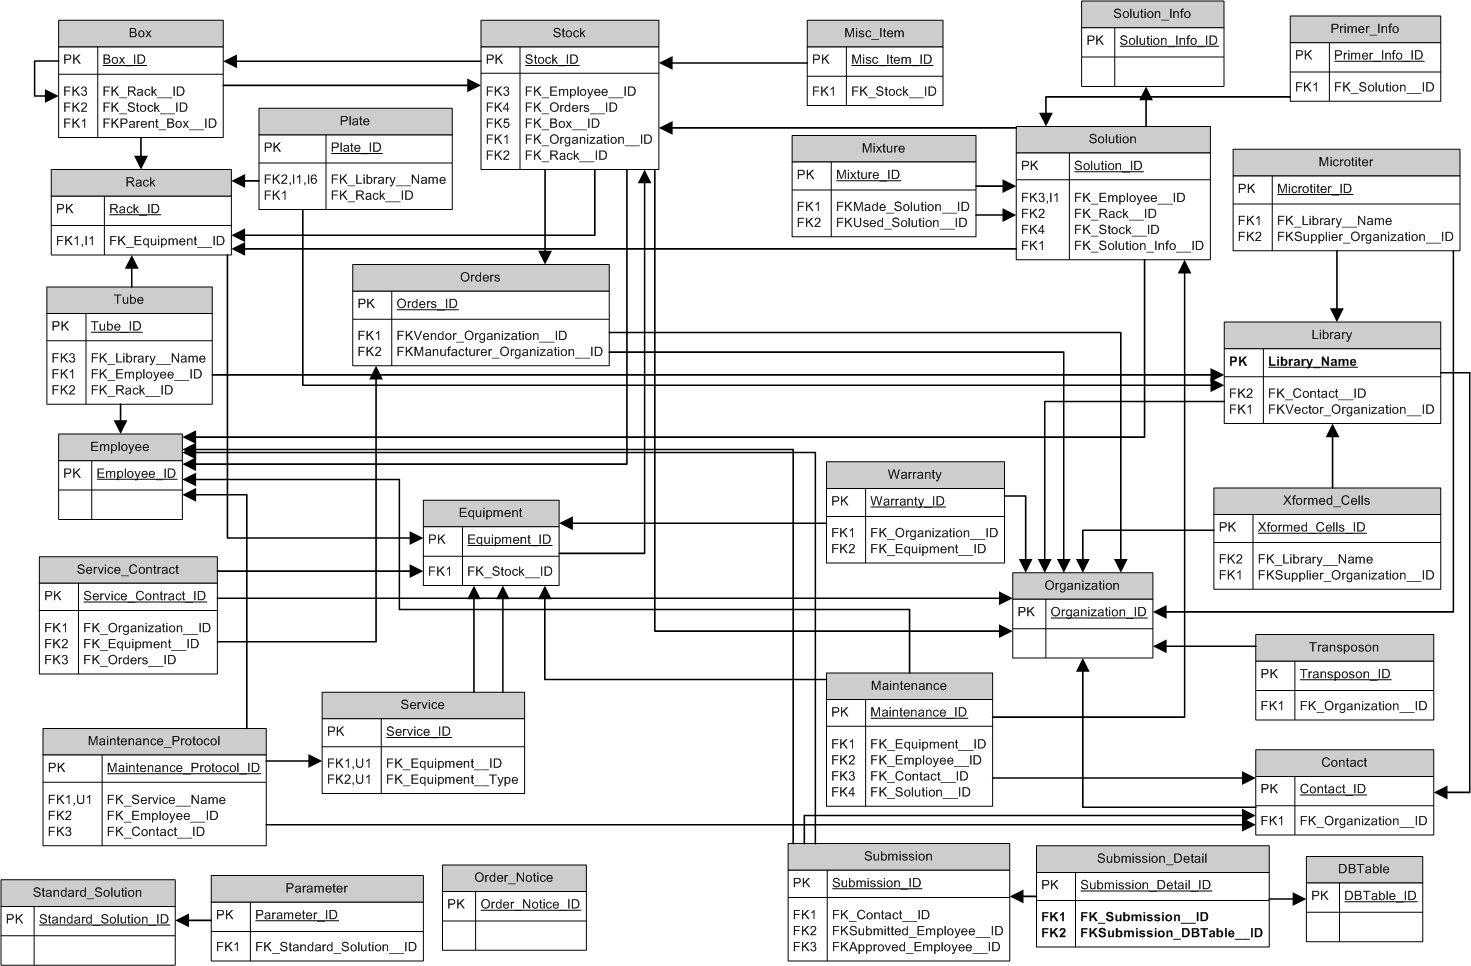 Box
PK Box_ID
FK3 FK_Rack__ID
FK2 FK_Stock__ID
FK1 FKParent_Box__ID
Stock
PK Stock_ID
FK3 FK_Employee__ID
FK4 FK_Orders__ID
FK5 FK_Box__ID
FK1 FK_Organization__ID
FK2 FK_Rack__ID
Misc_Item
PK Misc_Item_ID
FK1 FK_Stock__ID
Solution_Info
PK Solution_Info_ID
Primer_Info
PK Primer_Info_ID
FK1 FK_Solution__ID
Plate
PK Plate_ID
FK2,I1,I6 FK_Library__Name
FK1 FK_Rack__ID
Rack
PK Rack_ID
FK1,I1 FK_Equipment__ID
Mixture
PK Mixture_ID
FK1 FKMade_Solution__ID
FK2 FKUsed_Solution__ID
Solution
PK Solution_ID
FK3,I1 FK_Employee__ID
FK2 FK_Rack__ID
FK4 FK_Stock__ID
FK1 FK_Solution_Info__ID
Microtiter
PK Microtiter_ID
FK1 FK_Library__Name
FK2 FKSupplier_Organization__ID
Tube
PK Tube_ID
FK3 FK_Library__Name
FK1 FK_Employee__ID
FK2 FK_Rack__ID
Orders
PK Orders_ID
FK1 FKVendor_Organization__ID
FK2 FKManufacturer_Organization__ID
Library
PK Library_Name
FK2 FK_Contact__ID
FK1 FKVector_Organization__ID
Employee
PK Employee_ID
Equipment
PK Equipment_ID
FK1 FK_Stock__ID
Warranty
PK Warranty_ID
FK1 FK_Organization__ID
FK2 FK_Equipment__ID
Xformed_Cells
PK Xformed_Cells_ID
FK2 FK_Library__Name
FK1 FKSupplier_Organization__ID
Service_Contract
PK Service_Contract_ID
FK1 FK_Organization__ID
FK2 FK_Equipment__ID
FK3 FK_Orders__ID
Organization
PK Organization_ID
Transposon
PK Transposon_ID
FK1 FK_Organization__ID
Service
PK Service_ID
FK1,U1 FK_Equipment__ID
FK2,U1 FK_Equipment__Type
Maintenance
PK Maintenance_ID
FK1 FK_Equipment__ID
FK2 FK_Employee__ID
FK3 FK_Contact__ID
FK4 FK_Solution__ID
Maintenance_Protocol
PK Maintenance_Protocol_ID
FK1,U1 FK_Service__Name
FK2 FK_Employee__ID
FK3 FK_Contact__ID
Contact
PK Contact_ID
FK1 FK_Organization__ID
Standard_Solution
PK Standard_Solution_ID
Parameter
PK Parameter_ID
FK1 FK_Standard_Solution__ID
Order_Notice
PK Order_Notice_ID
Submission
PK Submission_ID
FK1 FK_Contact__ID
FK2 FKSubmitted_Employee__ID
FK3 FKApproved_Employee__ID
Submission_Detail
PK Submission_Detail_ID
FK1 FK_Submission__ID
FK2 FKSubmission_DBTable__ID
DBTable
PK DBTable_ID